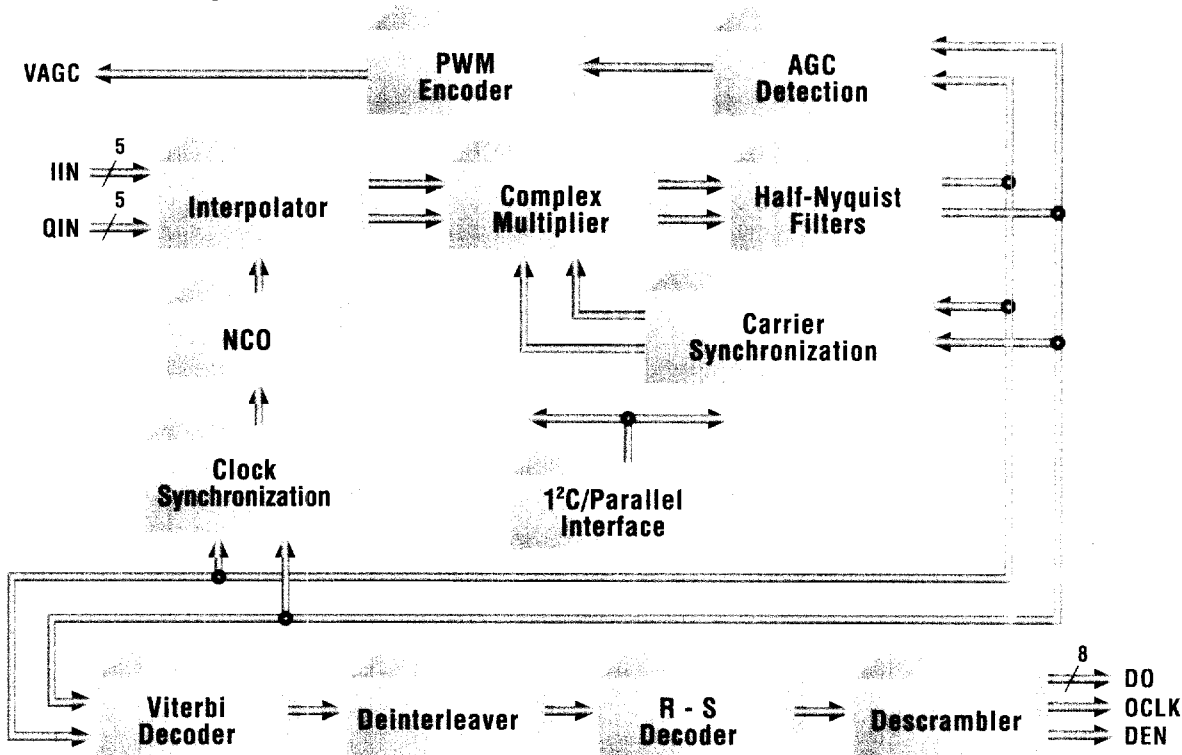 VAGC
PWM
Encoder
AGC
Detection
5
IIN
5
QIN
Interpolator
Complex
Multiplier
Half-Nyquist
Filters
NCO
Carrier
Synchronization
Clock
Synchronization
1²C/Parallel
Interface
Viterbi
Decoder
Deinterleaver
R - S
Decoder
Descrambler
8
DO
OCLK
DEN